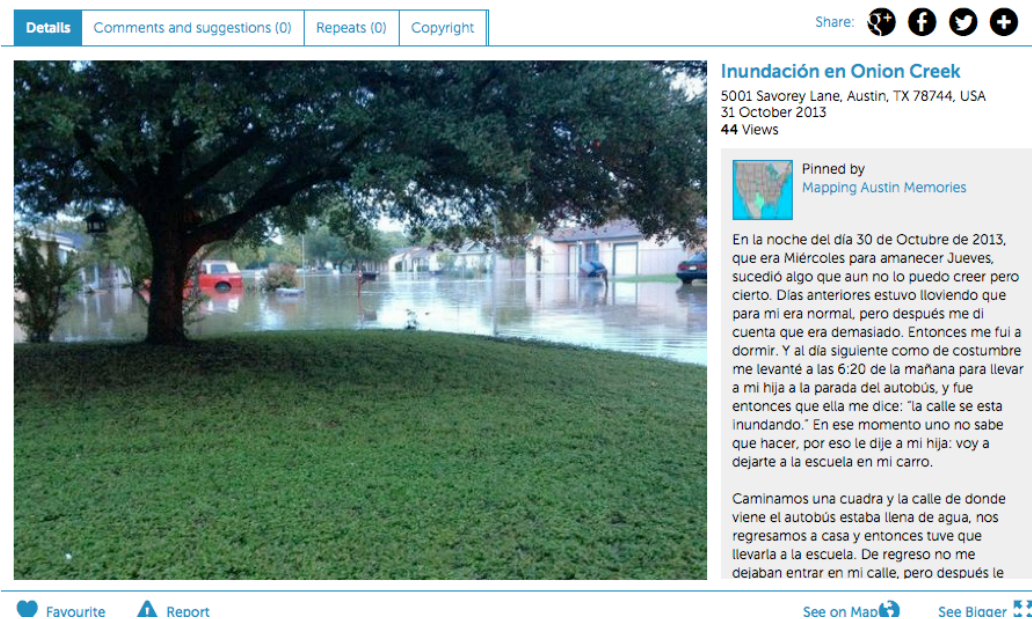 Details Comments and suggestions (0) Repeats (0) Copyright
Share:
Inundación en Onion Creek
5001 Savorey Lane, Austin, TX 78744, USA
31 October 2013
44 Views
Pinned by
Mapping Austin Memories
En la noche del día 30 de Octubre de 2013,
que era Miércoles para amanecer Jueves,
sucedió algo que aun no lo puedo creer pero
cierto. Días anteriores estuvo lloviendo que
para mi era normal, pero después me di
cuenta que era demasiado. Entonces me fui a
dormir. Y al día siguiente como de costumbre
me levanté a las 6:20 de la mañana para llevar
a mi hija a la parada del autobús, y fue
entonces que ella me dice: “la calle se esta
inundando.” En ese momento uno no sabe
que hacer, por eso le dije a mi hija: voy a
dejarte a la escuela en mi carro.
Caminamos una cuadra y la calle de donde
viene el autobús estaba llena de agua, nos
regresamos a casa y entonces tuve que
llevarla a la escuela. De regreso no me
dejaban entrar en mi calle, pero después le
Favourite Report See on Map See Bigger